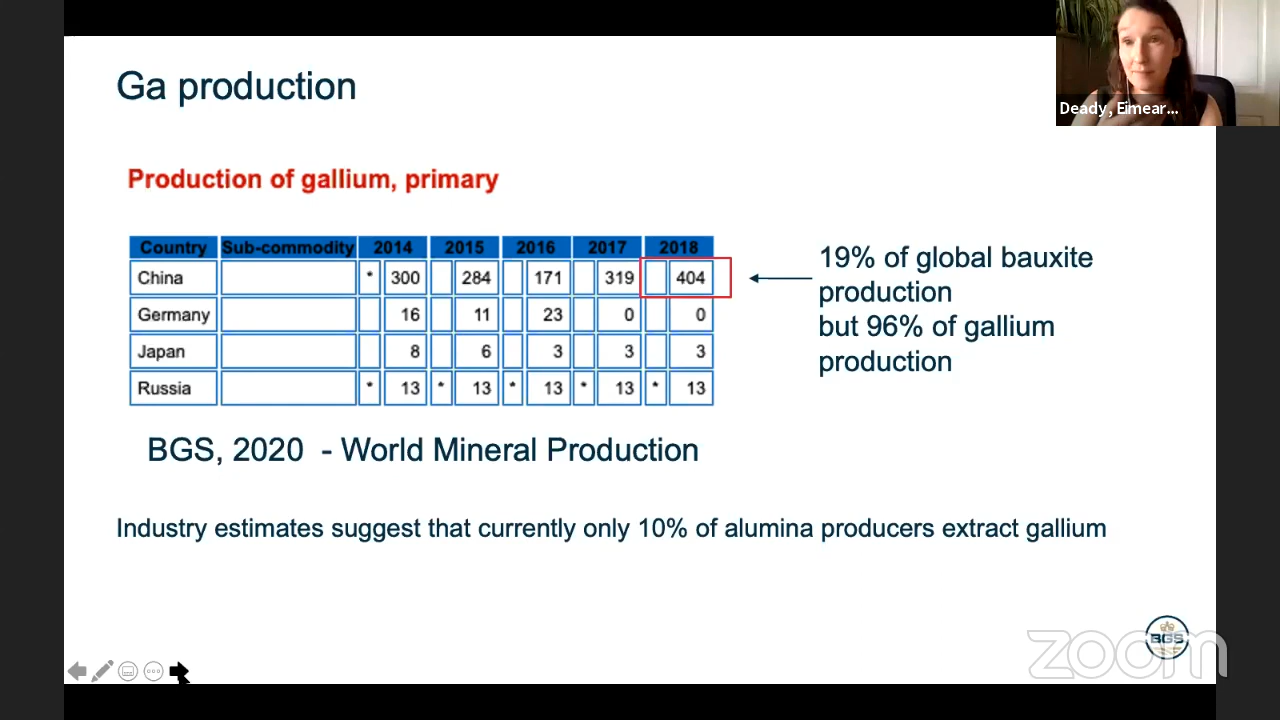 Deady, Eimear...
Ga production
Production of gallium, primary
Country Sub-commodity 2014 2015 2016 2017 2018
China * 300 284 171 319 404
Germany 16 11 23 0 0
Japan 8 6 3 3 3
Russia * 13 * 13 * 13 * 13 * 13
19% of global bauxite
production
but 96% of gallium
production
BGS, 2020 - World Mineral Production
Industry estimates suggest that currently only 10% of alumina producers extract gallium
BGS
zoom